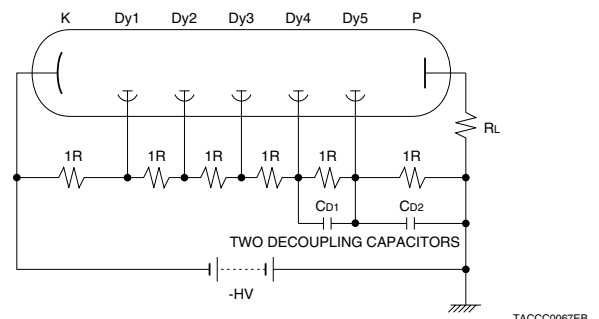 K Dy1 Dy2 Dy3 Dy4 Dy5 P
RL
1R 1R 1R 1R 1R 1R
CD1 CD2
TWO DECOUPLING CAPACITORS
-HV
TACCC0067EB